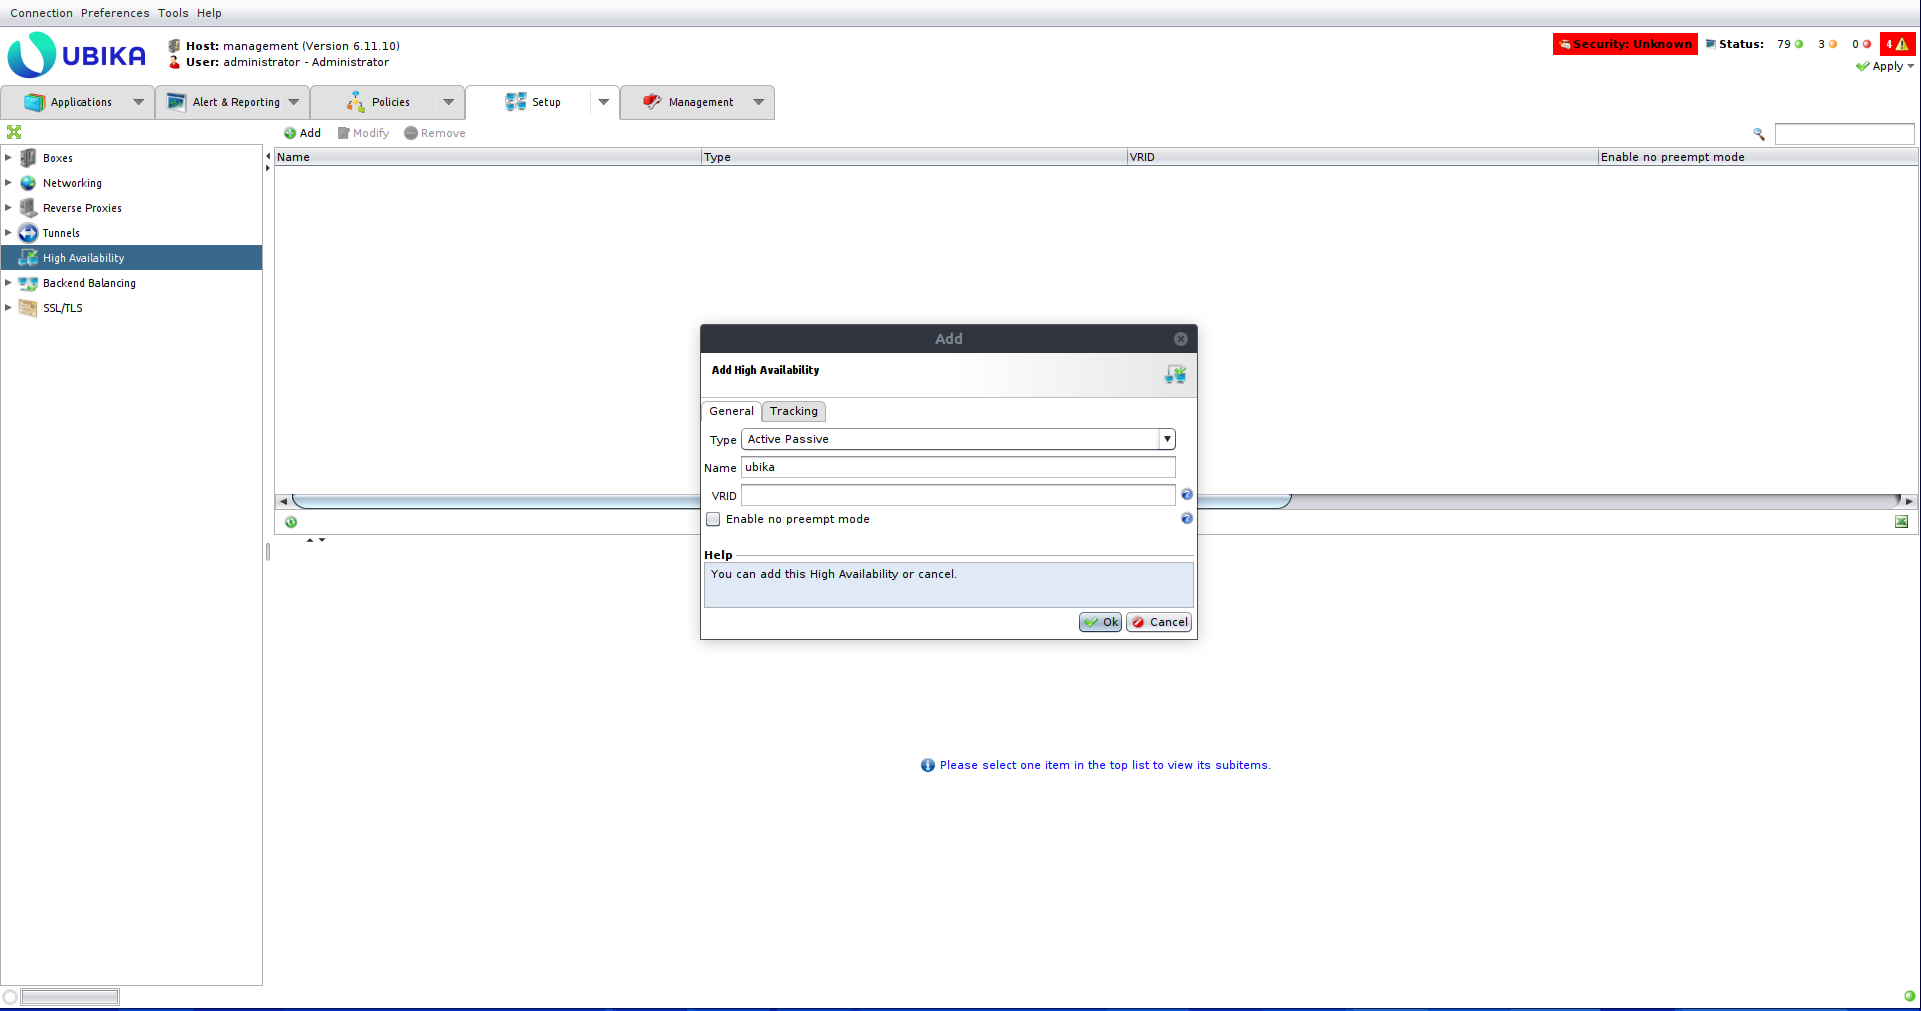 Connection Preferences Tools Help
UBIKA
Host: management (Version 6.11.10)
User: administrator - Administrator
Security: Unknown Status: 79 3 0 4
Apply
Applications Alert & Reporting Policies Setup Management
Add Modify Remove
Boxes
Networking
Reverse Proxies
Tunnels
High Availability
Backend Balancing
SSL/TLS
Name Type VRID Enable no preempt mode
Add
Add High Availability
General Tracking
Type Active Passive
Name ubika
VRID
Enable no preempt mode
Help
You can add this High Availability or cancel.
Ok Cancel
Please select one item in the top list to view its subitems.